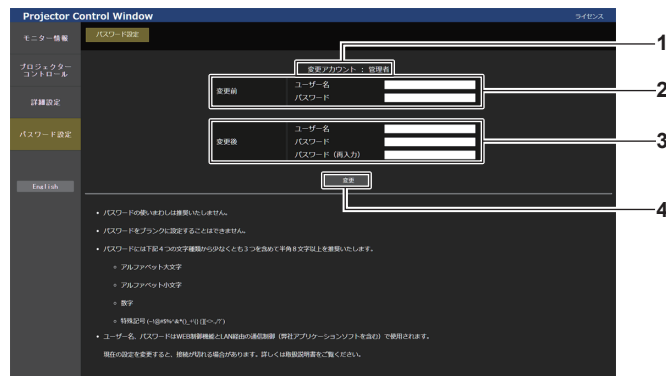 Projector Control Window
ライセンス
モニター情報
プロジェクター
コントロール
詳細設定
パスワード設定
English
パスワード設定
変更アカウント : 管理者
変更前
ユーザー名
パスワード
変更後
ユーザー名
パスワード
パスワード（再入力）
変更
1
2
3
4
• パスワードの使いまわしは推奨いたしません。
• パスワードをブランクに設定することはできません。
• パスワードには下記４つの文字種類から少なくとも３つを含めて半角８文字以上を推奨いたします。
○ アルファベット大文字
○ アルファベット小文字
○ 数字
○ 特殊記号
• ユーザー名、パスワードはWEB制御機能とLAN経由の通信制御（弊社アプリケーションソフトを含む）で使用されます。
現在の設定を変更すると、接続が切れる場合があります。詳しくは取扱説明書をご覧ください。